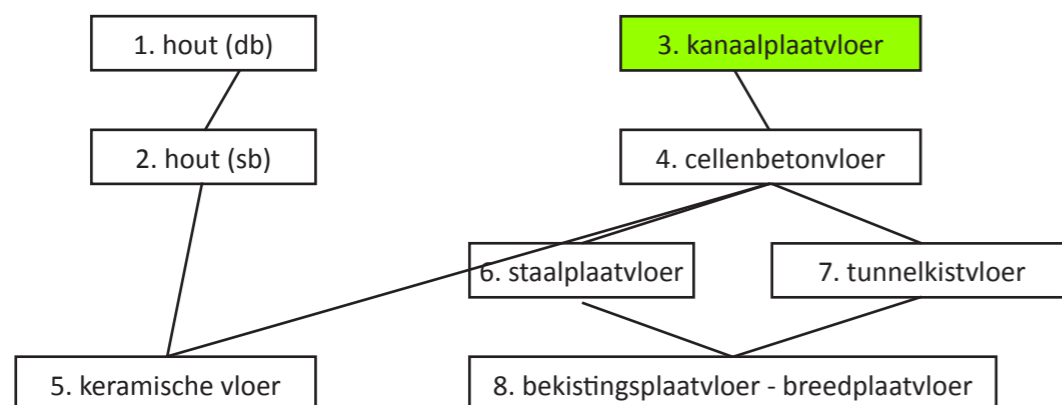 1. hout (db)
3. kanaalplaatvloer
2. hout (sb)
4. cellenbetonvloer
6. staalplaatvloer
7. tunnelkistvloer
5. keramische vloer
8. bekistingsplaatvloer - breedplaatvloer